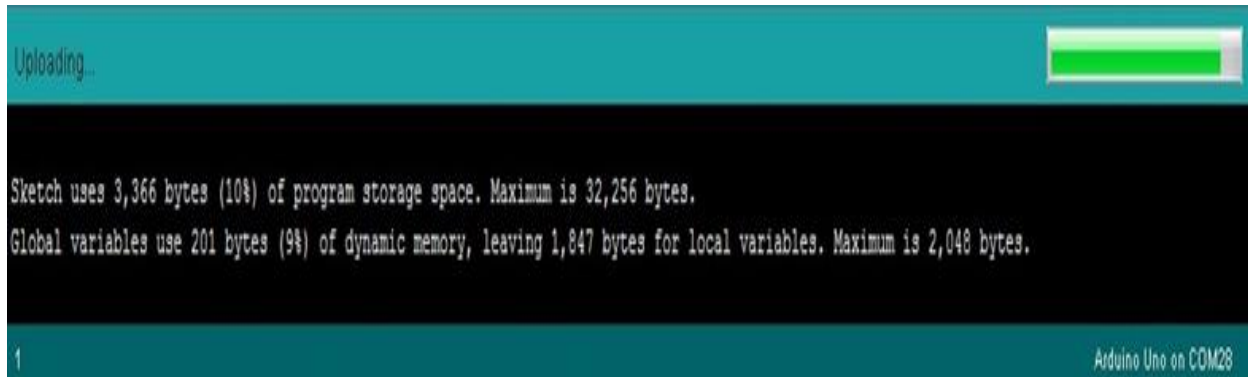 Uploading...
Sketch uses 3,366 bytes (10%) of program storage space. Maximum is 32,256 bytes.
Global variables use 201 bytes (9%) of dynamic memory, leaving 1,847 bytes for local variables. Maximum is 2,048 bytes.
1
Arduino Uno on COM28